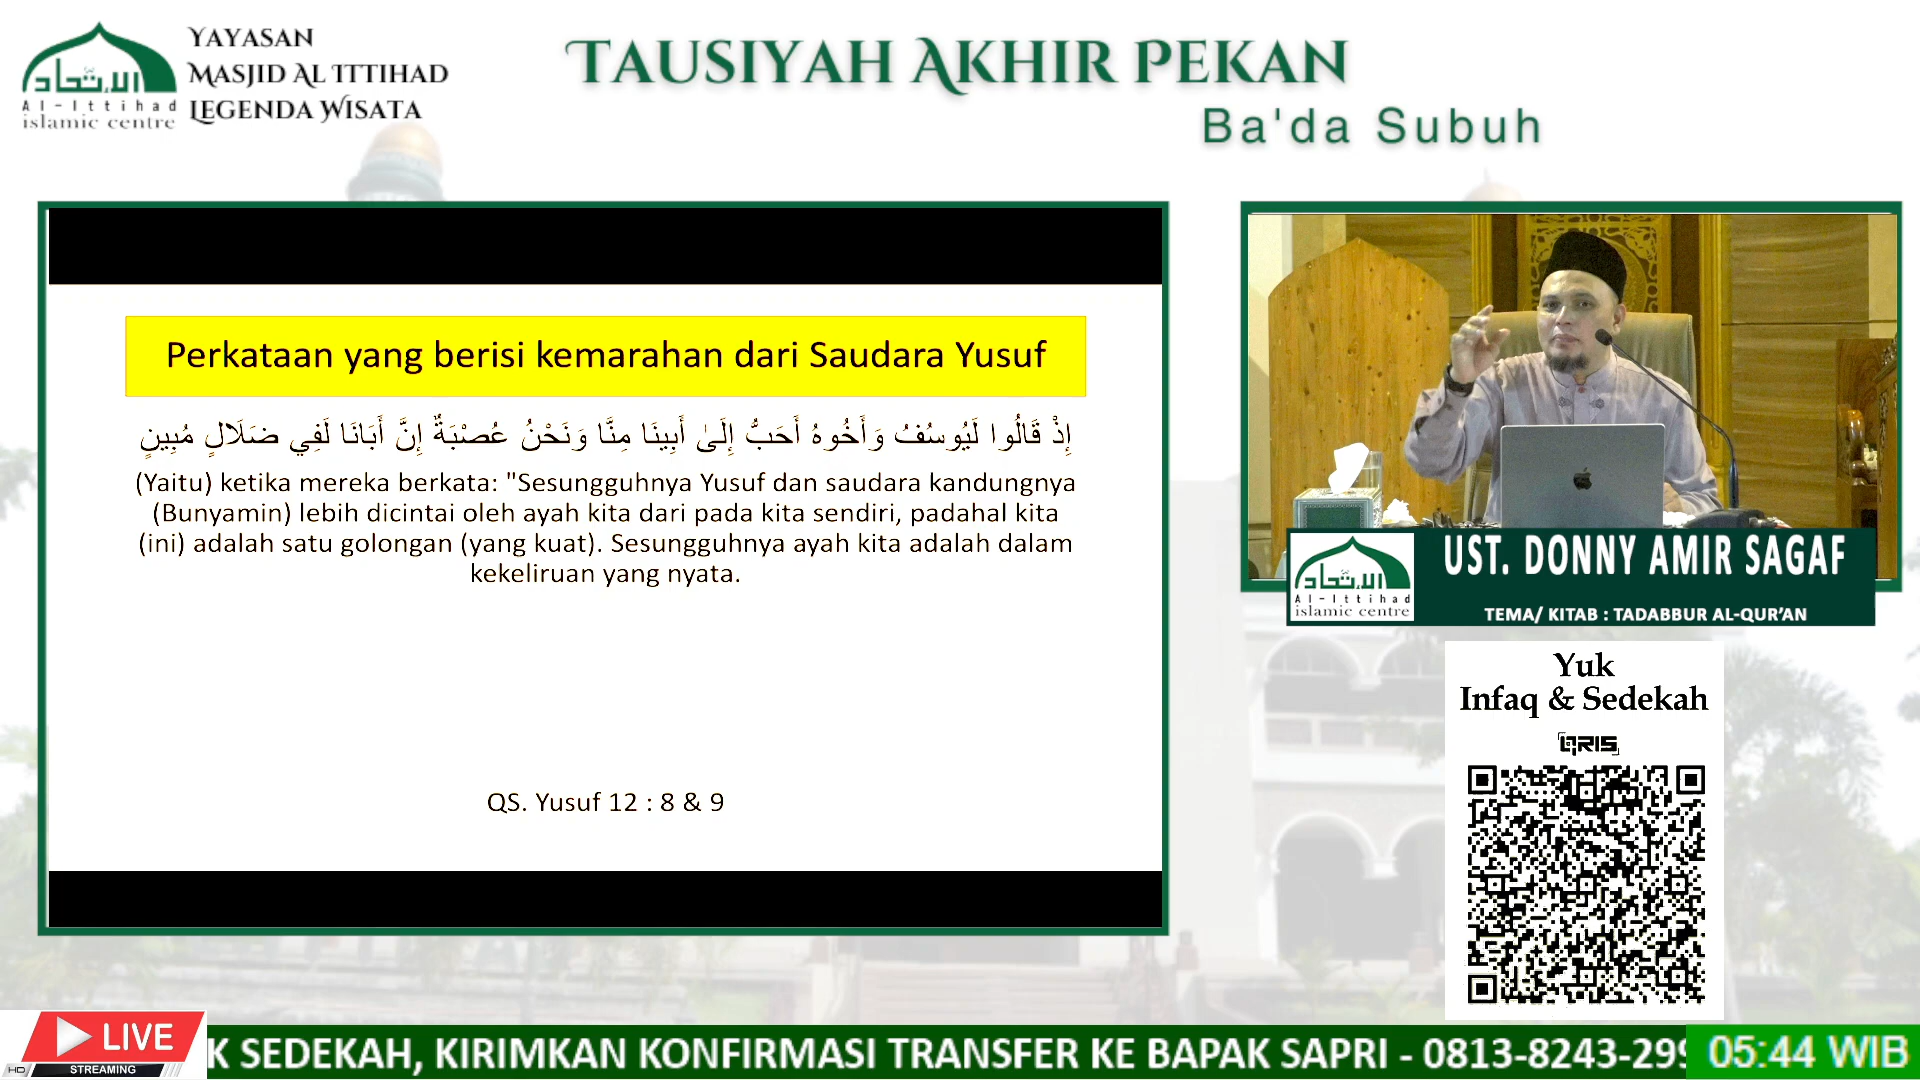 الاتحاد
Al-Ittihad
islamic centre
Yayasan
Masjid Al Ittihad
Legenda Wisata
Tausiyah Akhir Pekan
Ba'da Subuh
Perkataan yang berisi kemarahan dari Saudara Yusuf
إِذْ قَالُوا لَيُوسُفُ وَأَخُوهُ أَحَبُّ إِلَىٰ أَبِينَا مِنَّا وَنَحْنُ عُصْبَةٌ إِنَّ أَبَانَا لَفِي ضَلَالٍ مُبِينٍ
(Yaitu) ketika mereka berkata: "Sesungguhnya Yusuf dan saudara kandungnya
(Bunyamin) lebih dicintai oleh ayah kita dari pada kita sendiri, padahal kita
(ini) adalah satu golongan (yang kuat). Sesungguhnya ayah kita adalah dalam
kekeliruan yang nyata.
QS. Yusuf 12 : 8 & 9
الاتحاد
Al-Ittihad
islamic centre
UST. DONNY AMIR SAGAF
TEMA/ KITAB : TADABBUR AL-QUR'AN
Yuk
Infaq & Sedekah
QRIS
LIVE
HD STREAMING
K SEDEKAH, KIRIMKAN KONFIRMASI TRANSFER KE BAPAK SAPRI - 0813-8243-299
05:44 WIB